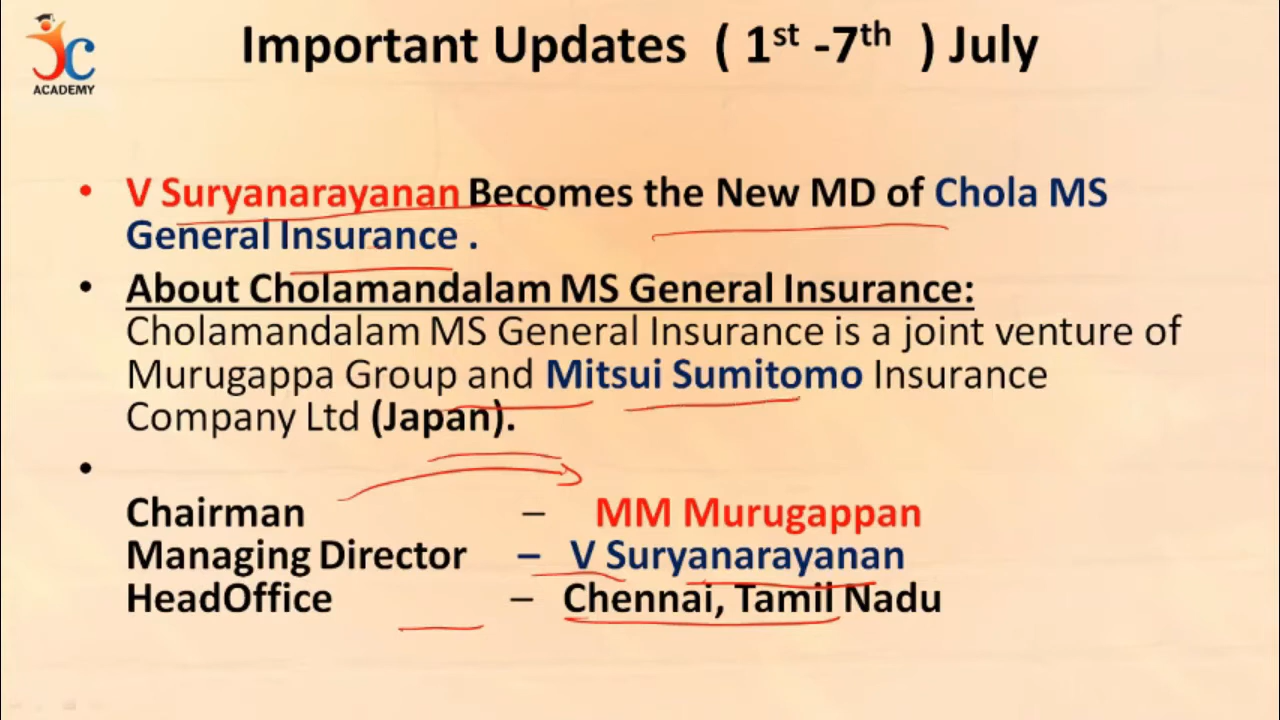 JC
ACADEMY
Important Updates ( 1st -7th ) July
• V Suryanarayanan Becomes the New MD of Chola MS
General Insurance .
• About Cholamandalam MS General Insurance:
Cholamandalam MS General Insurance is a joint venture of
Murugappa Group and Mitsui Sumitomo Insurance
Company Ltd (Japan).
•
Chairman – MM Murugappan
Managing Director – V Suryanarayanan
HeadOffice – Chennai, Tamil Nadu